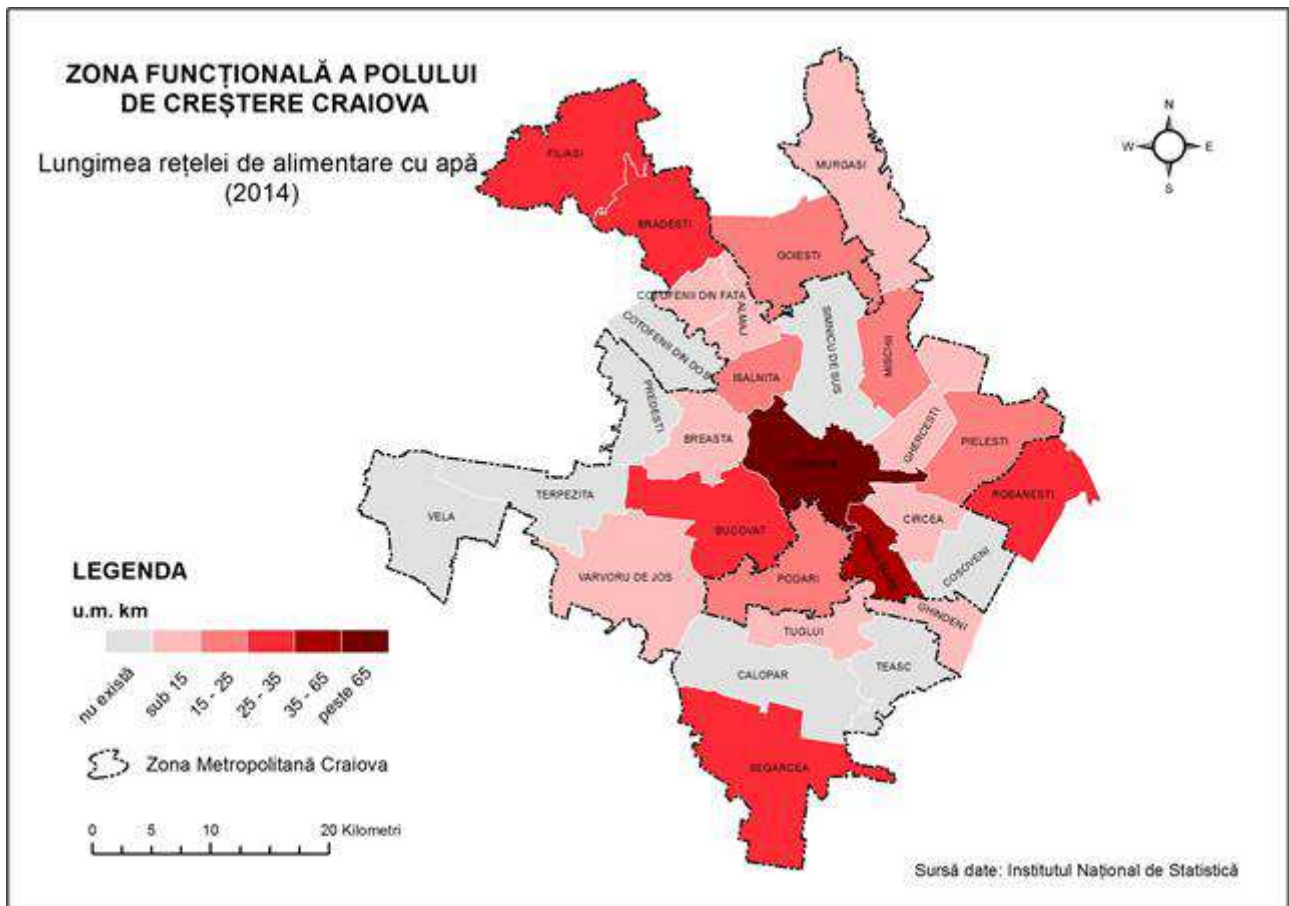 ZONA FUNCȚIONALĂ A POLULUI
DE CREȘTERE CRAIOVA
Lungimea rețelei de alimentare cu apă
(2014)
N
W
E
S
FILIASI
MURGASI
BRADESTI
GOIESTI
COTOFENII DIN FATA
ALMAJ
SIMNICU DE SUS
MISCHII
COTOFENII DIN DOS
ISALNITA
PREDESTI
BREASTA
GHERCESTI
PIELESTI
ROBANESTI
TERPEZITA
VELA
BUCOVAT
CIRCEA
COSOVENI
VARVORU DE JOS
PODARI
GHINDENI
TUGLUI
TEASC
CALOPAR
SEGARCEA
LEGENDA
u.m. km
nu există
sub 15
15 - 25
25 - 35
35 - 65
peste 65
Zona Metropolitană Craiova
0 5 10 20 Kilometri
Sursă date: Institutul Național de Statistică